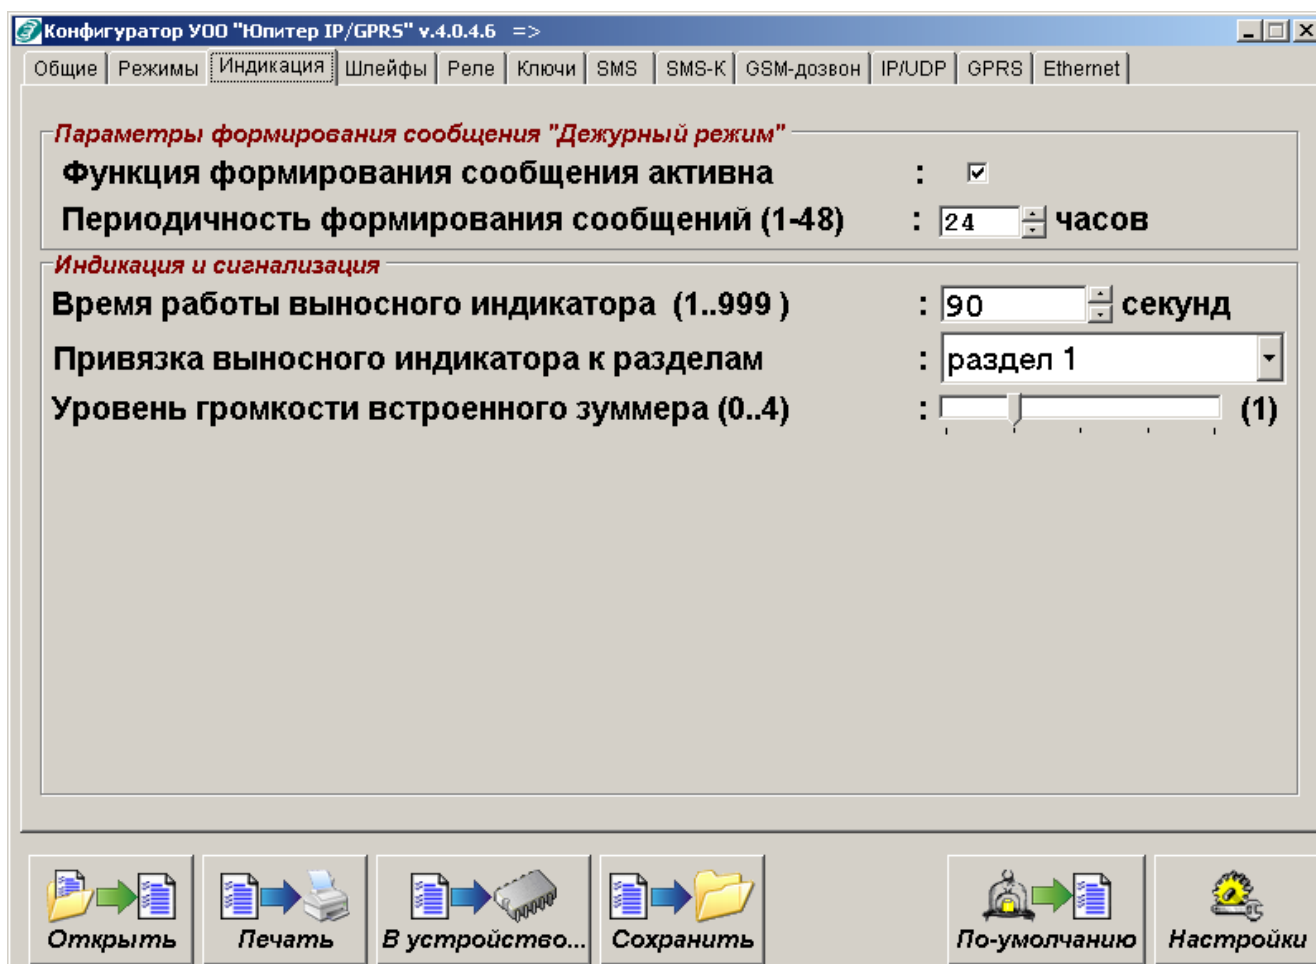 Конфигуратор УОО "Юпитер IP/GPRS" v.4.0.4.6 =>
Общие Режимы Индикация Шлейфы Реле Ключи SMS SMS-K GSM-дозвон IP/UDP GPRS Ethernet
Параметры формирования сообщения "Дежурный режим"
Функция формирования сообщения активна :
Периодичность формирования сообщений (1-48) : 24 часов
Индикация и сигнализация
Время работы выносного индикатора (1..999 ) : 90 секунд
Привязка выносного индикатора к разделам : раздел 1
Уровень громкости встроенного зуммера (0..4) : (1)
Открыть Печать В устройство... Сохранить По-умолчанию Настройки